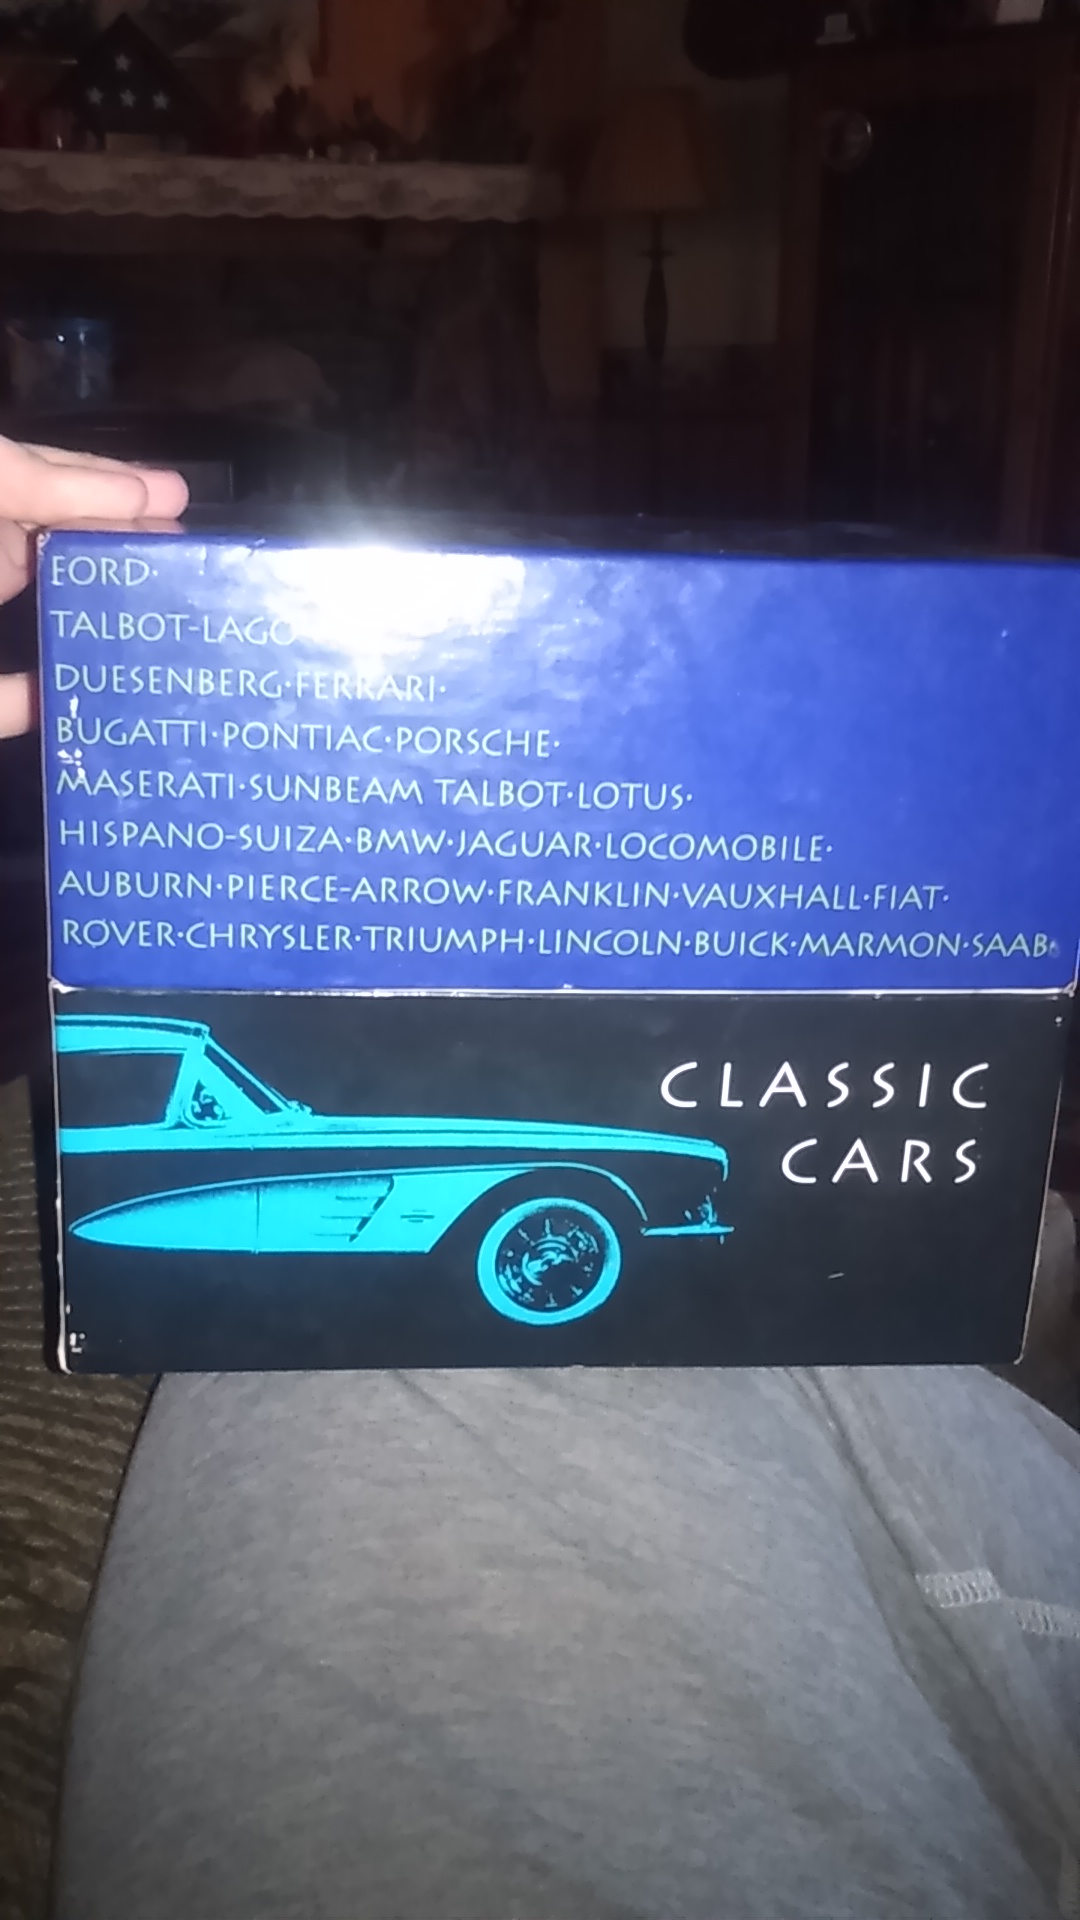 FORD·
TALBOT-LAGO
DUESENBERG·FERRARI·
BUGATTI·PONTIAC·PORSCHE·
MASERATI·SUNBEAM TALBOT·LOTUS·
HISPANO-SUIZA·BMW·JAGUAR·LOCOMOBILE·
AUBURN·PIERCE-ARROW·FRANKLIN·VAUXHALL·FIAT·
ROVER·CHRYSLER·TRIUMPH·LINCOLN·BUICK·MARMON·SAAB·
CLASSIC
CARS